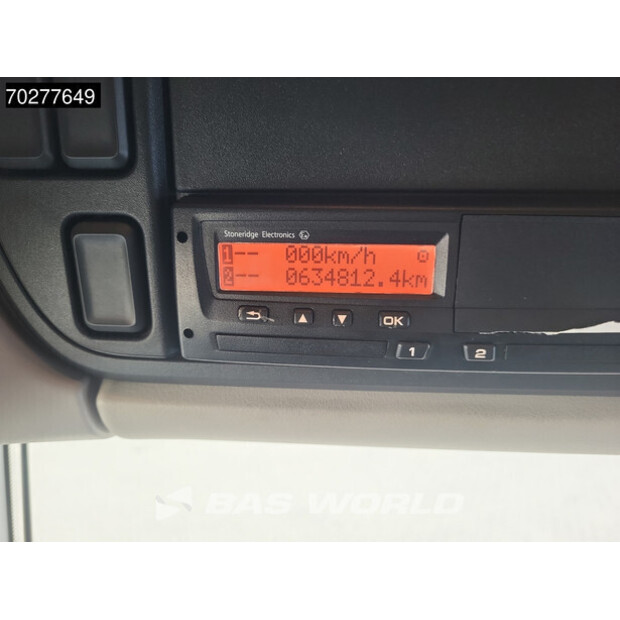 70277649
Stoneridge Electronics
1-- 000km/h
2-- 0634812.4km
OK
1 2
BAS WORLD